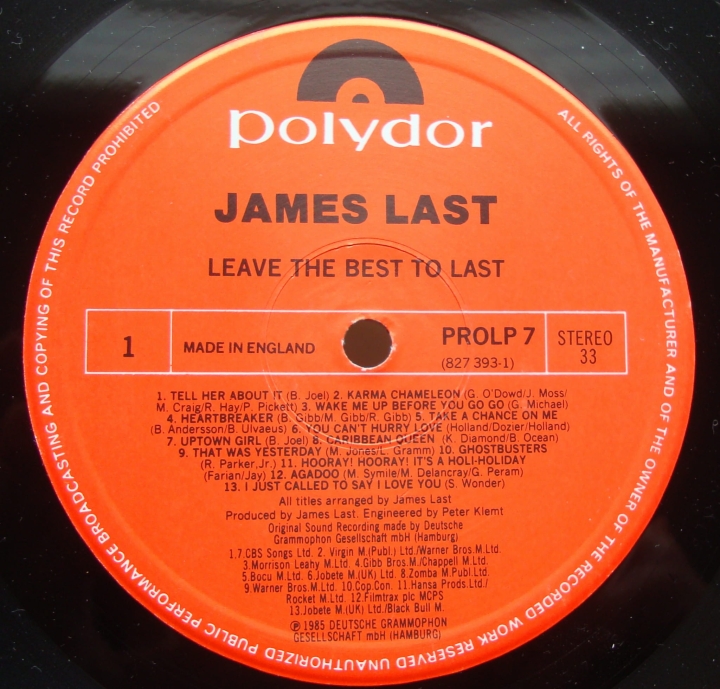 polydor
JAMES LAST
LEAVE THE BEST TO LAST
1
MADE IN ENGLAND
PROLP 7
(827 393-1)
STEREO
33
1. TELL HER ABOUT IT (B. Joel) 2. KARMA CHAMELEON (G. O'Dowd/J. Moss/
M. Craig/R. Hay/P. Pickett) 3. WAKE ME UP BEFORE YOU GO GO (G. Michael)
4. HEARTBREAKER (B. Gibb/M. Gibb/R. Gibb) 5. TAKE A CHANCE ON ME
(B. Andersson/B. Ulvaeus) 6. YOU CAN'T HURRY LOVE (Holland/Dozier/Holland)
7. UPTOWN GIRL (B. Joel) 8. CARIBBEAN QUEEN (K. Diamond/B. Ocean)
9. THAT WAS YESTERDAY (M. Jones/L. Gramm) 10. GHOSTBUSTERS
(R. Parker,Jr.) 11. HOORAY! HOORAY! IT'S A HOLI-HOLIDAY
(Farian/Jay) 12. AGADOO (M. Symile/M. Delancray/G. Peram)
13. I JUST CALLED TO SAY I LOVE YOU (S. Wonder)
All titles arranged by James Last
Produced by James Last. Engineered by Peter Klemt
Original Sound Recording made by Deutsche
Grammophon Gesellschaft mbH (Hamburg)
1.7.CBS Songs Ltd. 2. Virgin M.(Publ.) Ltd./Warner Bros.M.Ltd.
3.Morrison Leahy M.Ltd. 4.Gibb Bros.M/Chappell M.Ltd.
5.Bocu M.Ltd. 6.Jobete M.(UK) Ltd. 8.Zomba M.Publ.Ltd.
9.Warner Bros.M.Ltd. 10.Cop.Con. 11.Hansa Prods.Ltd./
Rocket M.Ltd. 12.Filmtrax plc MCPS
13.Jobete M.(UK) Ltd./Black Bull M.
℗ 1985 DEUTSCHE GRAMMOPHON
GESELLSCHAFT mbH (HAMBURG)
ALL RIGHTS OF THE MANUFACTURER AND OF THE OWNER OF THE RECORDED WORK RESERVED UNAUTHORIZED PUBLIC PERFORMANCE BROADCASTING AND COPYING OF THIS RECORD PROHIBITED